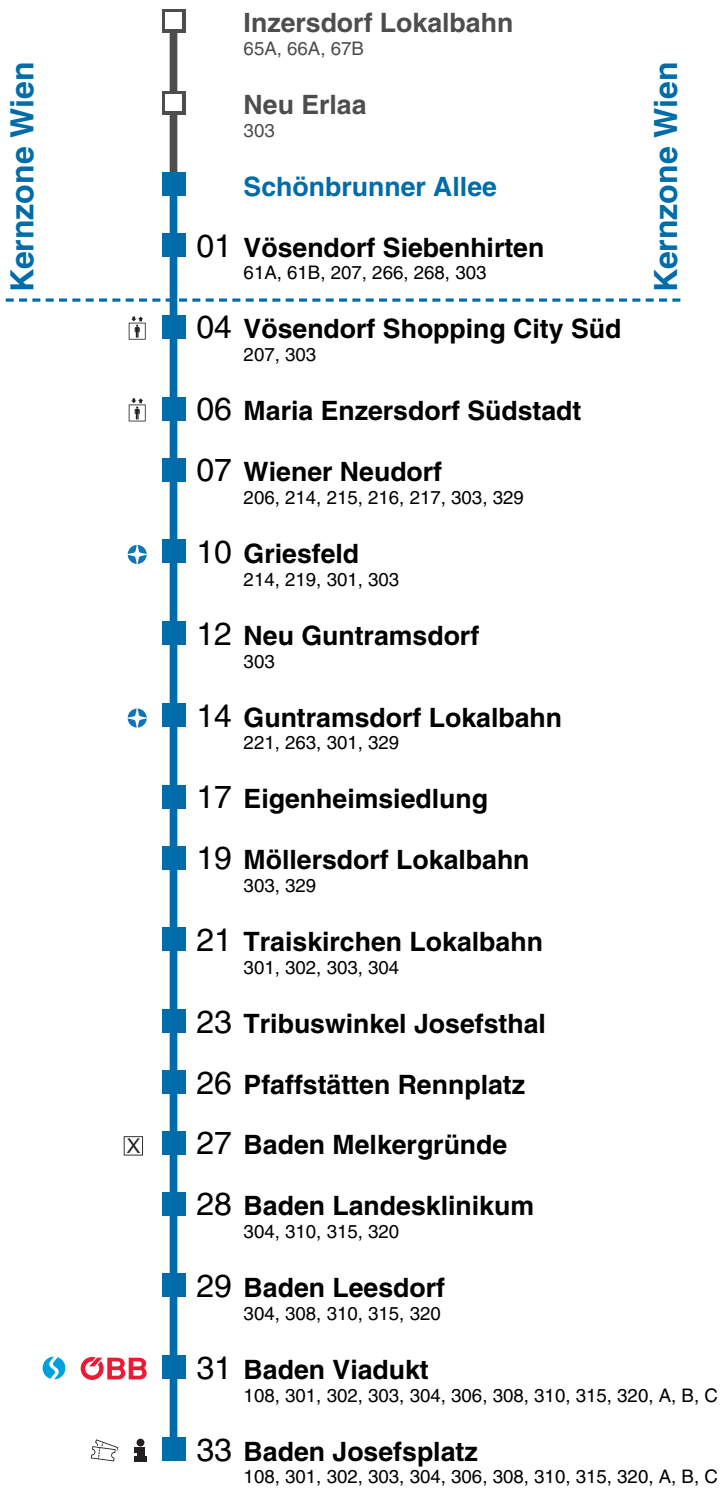 Kernzone Wien
Kernzone Wien
Inzersdorf Lokalbahn
65A, 66A, 67B
Neu Erlaa
303
Schönbrunner Allee
01 Vösendorf Siebenhirten
61A, 61B, 207, 266, 268, 303
04 Vösendorf Shopping City Süd
207, 303
06 Maria Enzersdorf Südstadt
07 Wiener Neudorf
206, 214, 215, 216, 217, 303, 329
10 Griesfeld
214, 219, 301, 303
12 Neu Guntramsdorf
303
14 Guntramsdorf Lokalbahn
221, 263, 301, 329
17 Eigenheimsiedlung
19 Möllersdorf Lokalbahn
303, 329
21 Traiskirchen Lokalbahn
301, 302, 303, 304
23 Tribuswinkel Josefsthal
26 Pfaffstätten Rennplatz
X 27 Baden Melkergründe
28 Baden Landesklinikum
304, 310, 315, 320
29 Baden Leesdorf
304, 308, 310, 315, 320
ÖBB 31 Baden Viadukt
108, 301, 302, 303, 304, 306, 308, 310, 315, 320, A, B, C
33 Baden Josefsplatz
108, 301, 302, 303, 304, 306, 308, 310, 315, 320, A, B, C